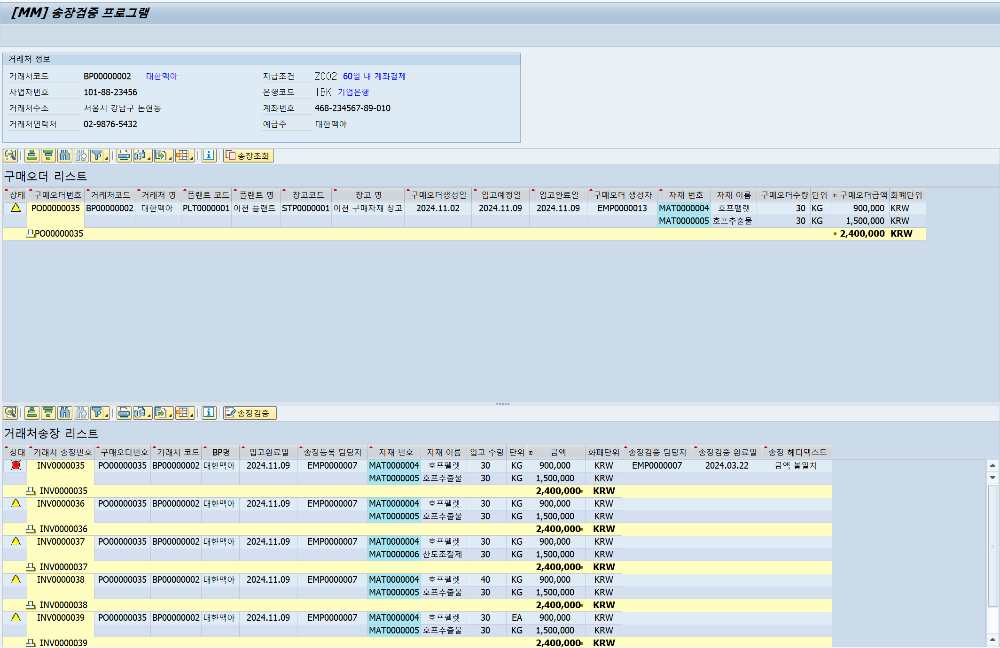 [MM] 송장검증 프로그램
거래처 정보
거래처코드 BP00000002 대한맥아 지급조건 Z002 60일 내 계좌결제
사업자번호 101-88-23456 은행코드 IBK 기업은행
거래처주소 서울시 강남구 논현동 계좌번호 468-234567-89-010
거래처연락처 02-9876-5432 예금주 대한맥아
송장조회
구매오더 리스트
상태 구매오더번호 거래처코드 거래처 명 플랜트 코드 플랜트 명 창고코드 창고 명 구매오더생성일 입고예정일 입고완료일 구매오더 생성자 자재 번호 자재 이름 구매오더수량 단위 구매오더금액 화폐단위
PO00000035 BP00000002 대한맥아 PLT0000001 이천 플랜트 STP0000001 이천 구매자재 창고 2024.11.02 2024.11.09 2024.11.09 EMP0000013 MAT0000004 호프펠렛 30 KG 900,000 KRW
MAT0000005 호프추출물 30 KG 1,500,000 KRW
PO00000035 2,400,000 KRW
송장검증
거래처송장 리스트
상태 거래처 송장번호 구매오더번호 거래처 코드 BP명 입고완료일 송장등록 담당자 자재 번호 자재 이름 입고 수량 단위 금액 화폐단위 송장검증 담당자 송장검증 완료일 송장 헤더텍스트
INV0000035 PO00000035 BP00000002 대한맥아 2024.11.09 EMP0000007 MAT0000004 호프펠렛 30 KG 900,000 KRW EMP0000007 2024.03.22 금액 불일치
MAT0000005 호프추출물 30 KG 1,500,000 KRW
INV0000035 2,400,000 KRW
INV0000036 PO00000035 BP00000002 대한맥아 2024.11.09 EMP0000007 MAT0000004 호프펠렛 30 KG 900,000 KRW
MAT0000005 호프추출물 30 KG 1,500,000 KRW
INV0000036 2,400,000 KRW
INV0000037 PO00000035 BP00000002 대한맥아 2024.11.09 EMP0000007 MAT0000004 호프펠렛 30 KG 900,000 KRW
MAT0000006 산도조절제 30 KG 1,500,000 KRW
INV0000037 2,400,000 KRW
INV0000038 PO00000035 BP00000002 대한맥아 2024.11.09 EMP0000007 MAT0000004 호프펠렛 40 KG 900,000 KRW
MAT0000005 호프추출물 30 KG 1,500,000 KRW
INV0000038 2,400,000 KRW
INV0000039 PO00000035 BP00000002 대한맥아 2024.11.09 EMP0000007 MAT0000004 호프펠렛 30 EA 900,000 KRW
MAT0000005 호프추출물 30 KG 1,500,000 KRW
INV0000039 2,400,000 KRW